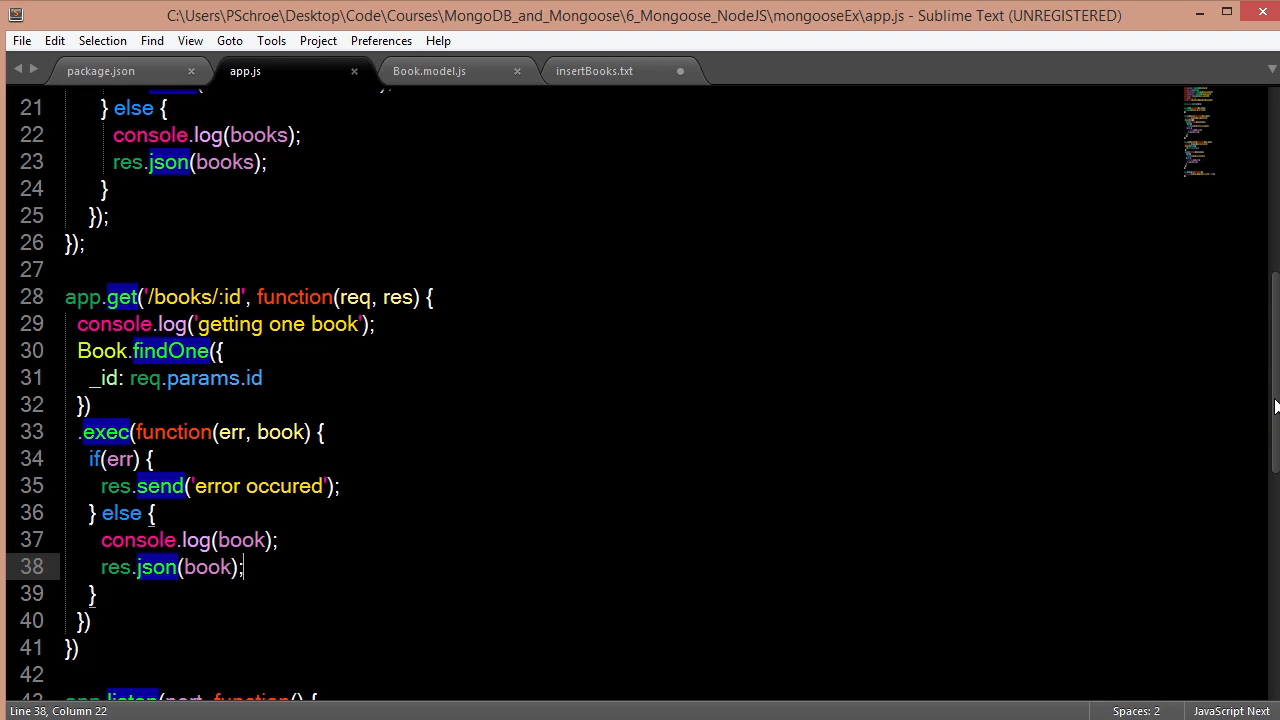 C:\Users\PSchroe\Desktop\Code\Courses\MongoDB_and_Mongoose\6_Mongoose_NodeJS\mongooseEx\app.js - Sublime Text (UNREGISTERED)
File Edit Selection Find View Goto Tools Project Preferences Help
package.json app.js Book.model.js insertBooks.txt
21 } else {
22 console.log(books);
23 res.json(books);
24 }
25 });
26 });
27
28 app.get('/books/:id', function(req, res) {
29 console.log('getting one book');
30 Book.findOne({
31 _id: req.params.id
32 })
33 .exec(function(err, book) {
34 if(err) {
35 res.send('error occured');
36 } else {
37 console.log(book);
38 res.json(book);
39 }
40 })
41 })
42
43 app.listen(port, function() {
Line 38, Column 22 Spaces: 2 JavaScript Next